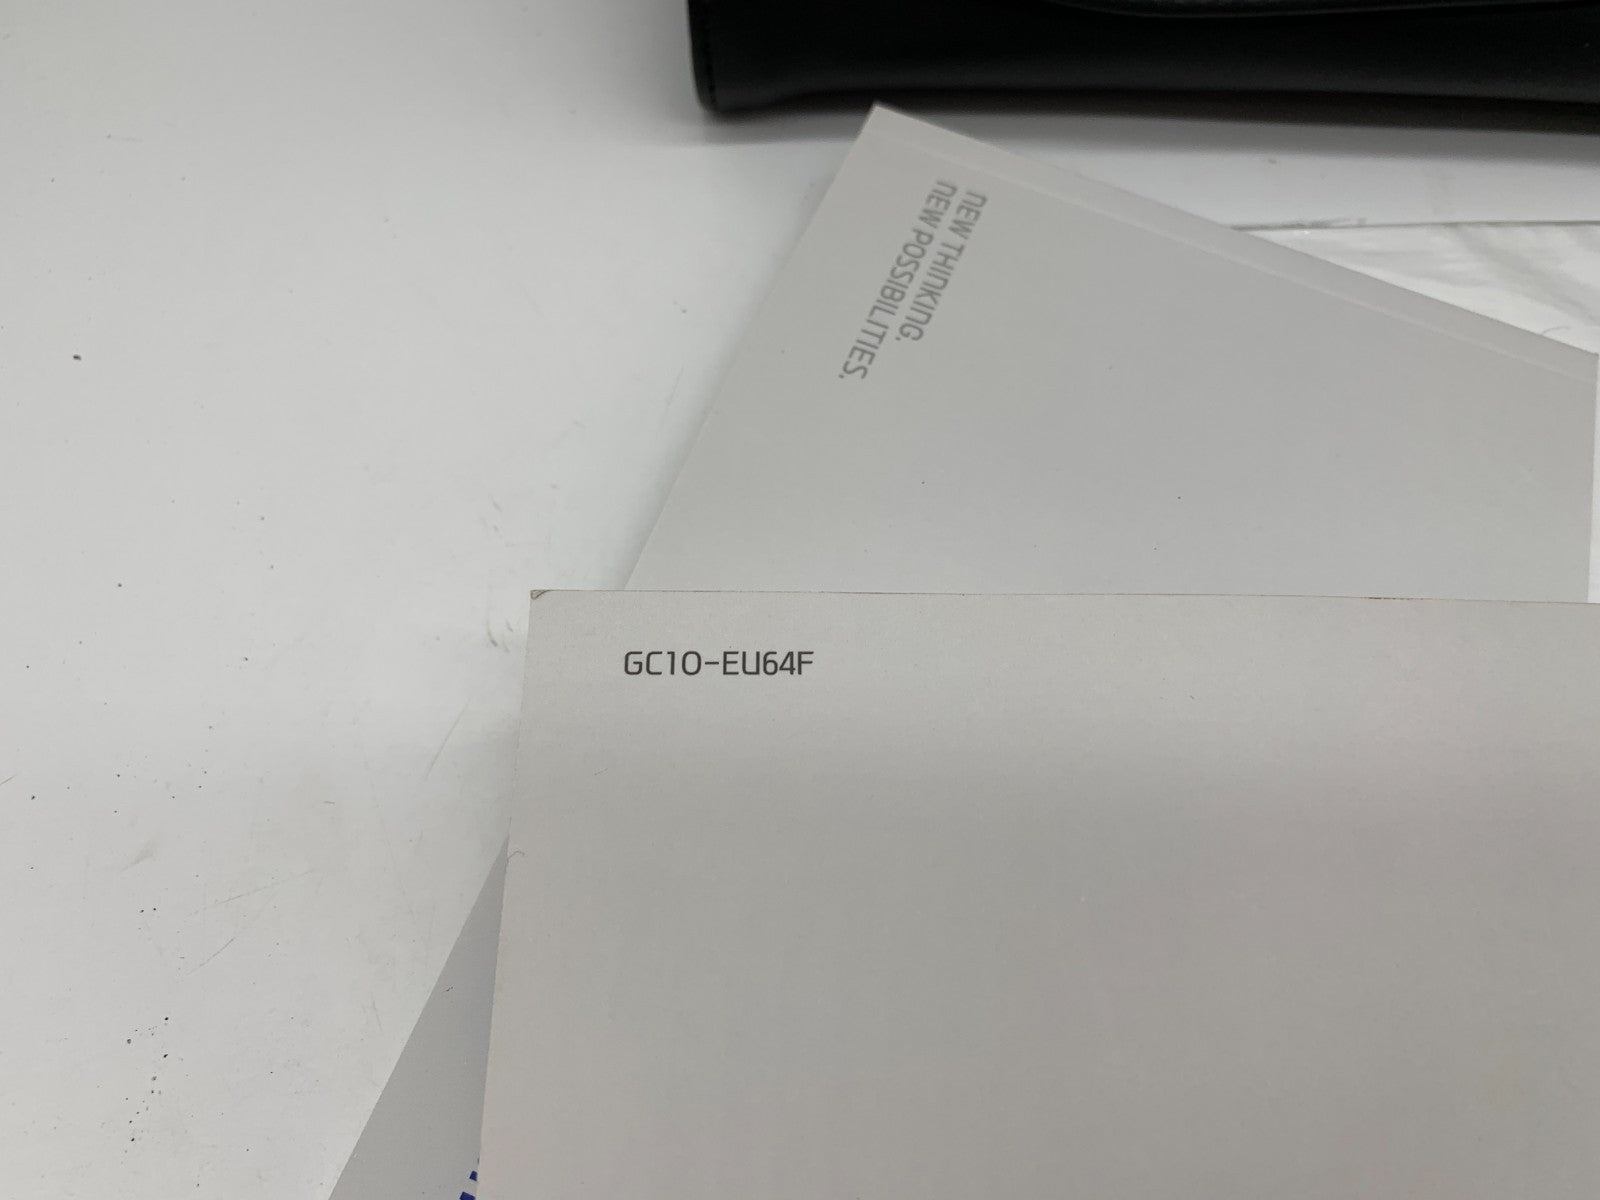 NEW THINKING.
NEW POSSIBILITIES.
GC10-EU64F